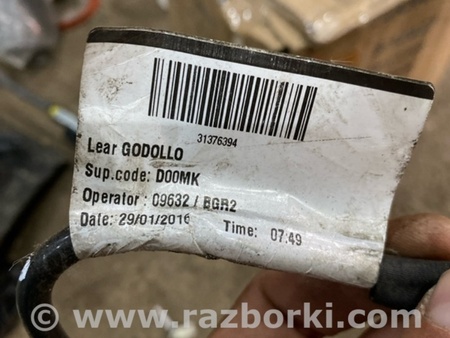 31376394
Lear GODOLLO
Sup.code: D00MK
Operator : 09632 / BGR2
Date: 29/01/2016 Time: 07:49
www.razborki.com